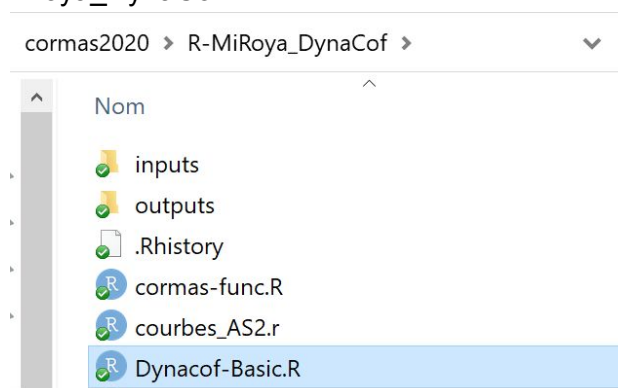 cormas2020 > R-MiRoya_DynaCof >
Nom
inputs
outputs
.Rhistory
cormas-func.R
courbes_AS2.r
Dynacof-Basic.R